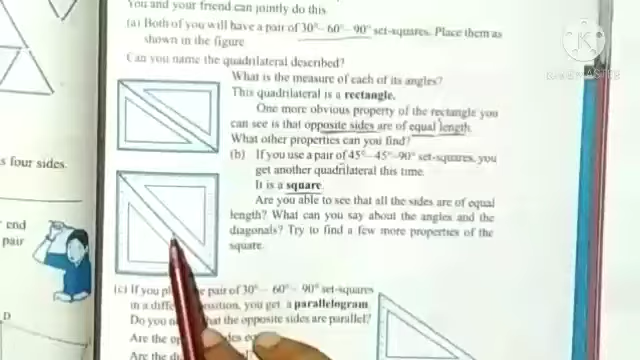 You and your friend can jointly do this
(a) Both of you will have a pair of 30°– 60°– 90° set-squares. Place them as
shown in the figure
Can you name the quadrilateral described?
What is the measure of each of its angles?
This quadrilateral is a rectangle.
One more obvious property of the rectangle you
can see is that opposite sides are of equal length.
What other properties can you find?
(b) If you use a pair of 45°– 45°– 90° set-squares, you
get another quadrilateral this time.
It is a square.
Are you able to see that all the sides are of equal
length? What can you say about the angles and the
diagonals? Try to find a few more properties of the
square.
(c) If you pair of 30°– 60°– 90° set-squares
in a different position, you get a parallelogram.
Do you that the opposite sides are parallel?
Are the
Are the
s four sides.
end
pair
D